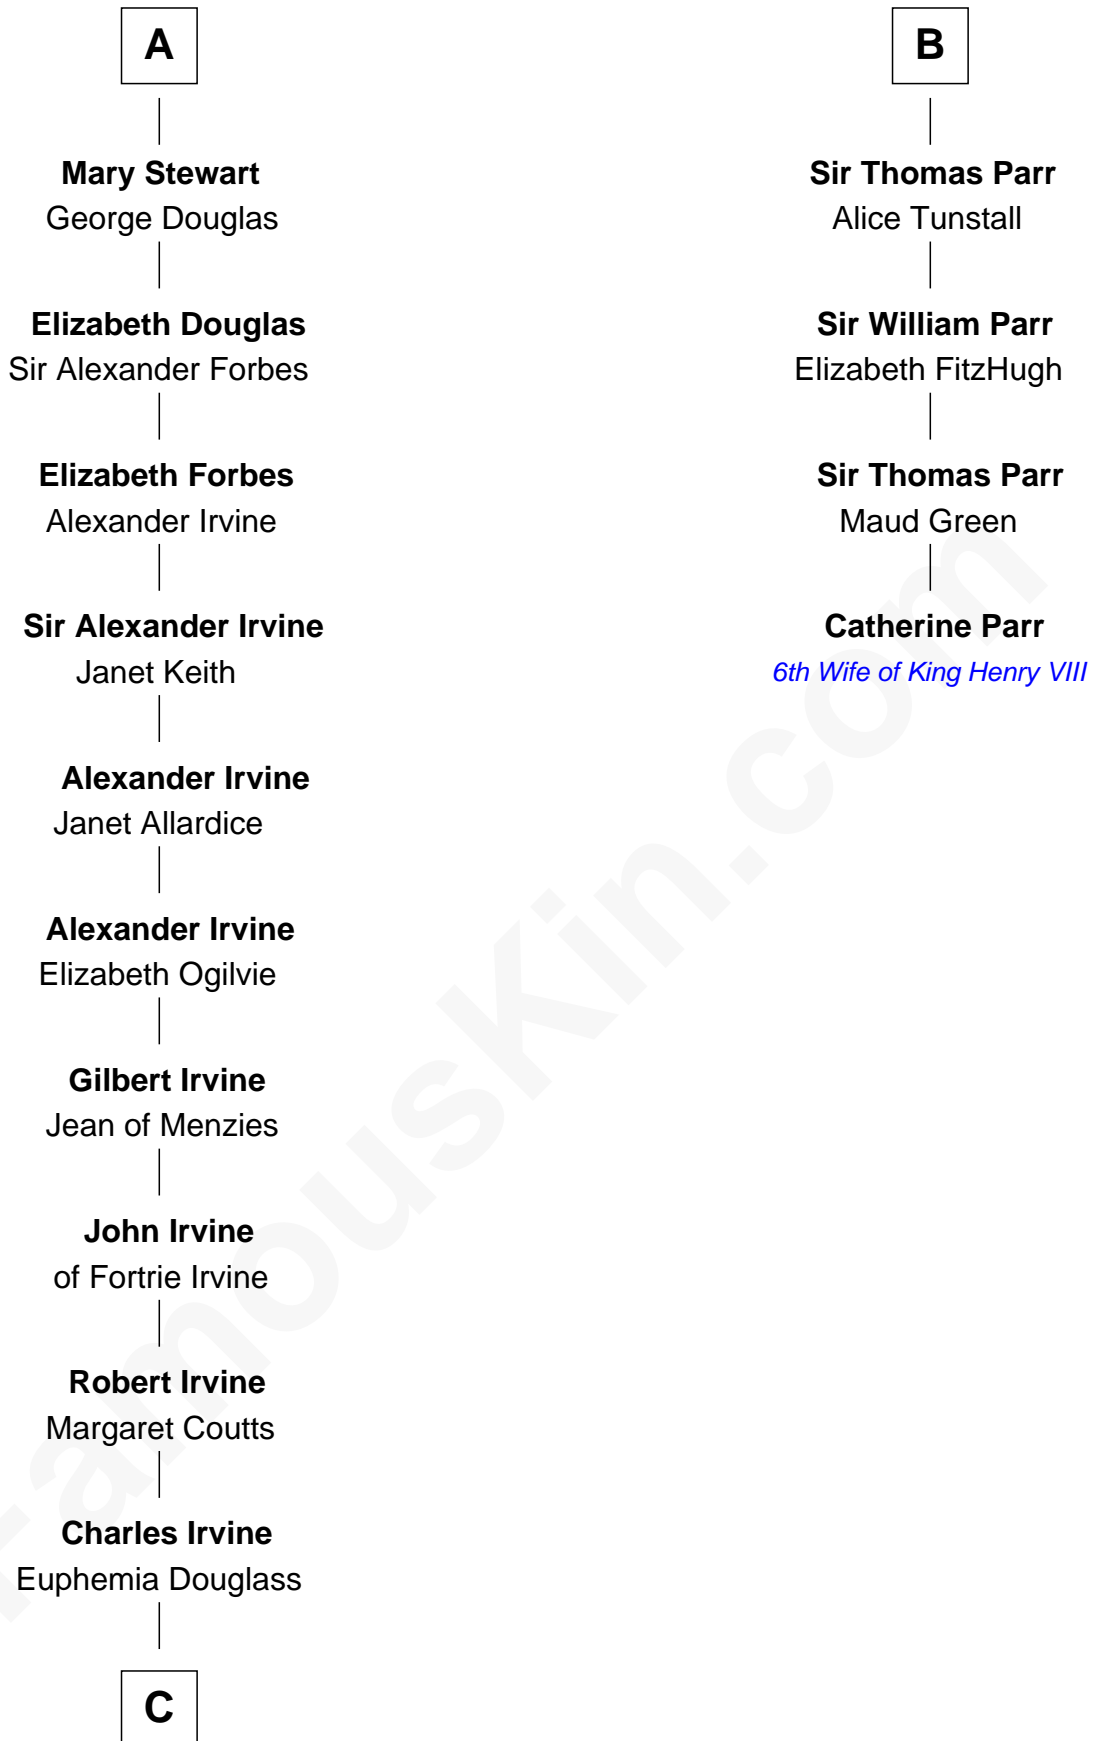 A
Mary Stewart
George Douglas
Elizabeth Douglas
Sir Alexander Forbes
Elizabeth Forbes
Alexander Irvine
Sir Alexander Irvine
Janet Keith
Alexander Irvine
Janet Allardice
Alexander Irvine
Elizabeth Ogilvie
Gilbert Irvine
Jean of Menzies
John Irvine
of Fortrie Irvine
Robert Irvine
Margaret Coutts
Charles Irvine
Euphemia Douglass
C
B
Sir Thomas Parr
Alice Tunstall
Sir William Parr
Elizabeth FitzHugh
Sir Thomas Parr
Maud Green
Catherine Parr
6th Wife of King Henry VIII
FamousKin.com